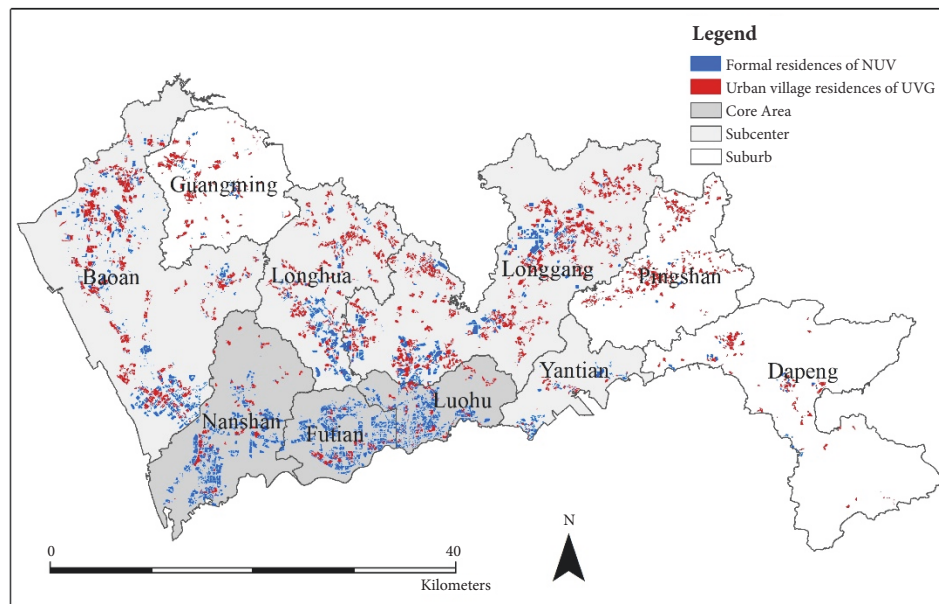 Legend
Formal residences of NUV
Urban village residences of UVG
Core Area
Subcenter
Suburb
Guangming
Baoan
Longhua
Longgang
Pingshan
Yantian
Dapeng
Luohu
Nanshan
Futian
N
0
40
Kilometers